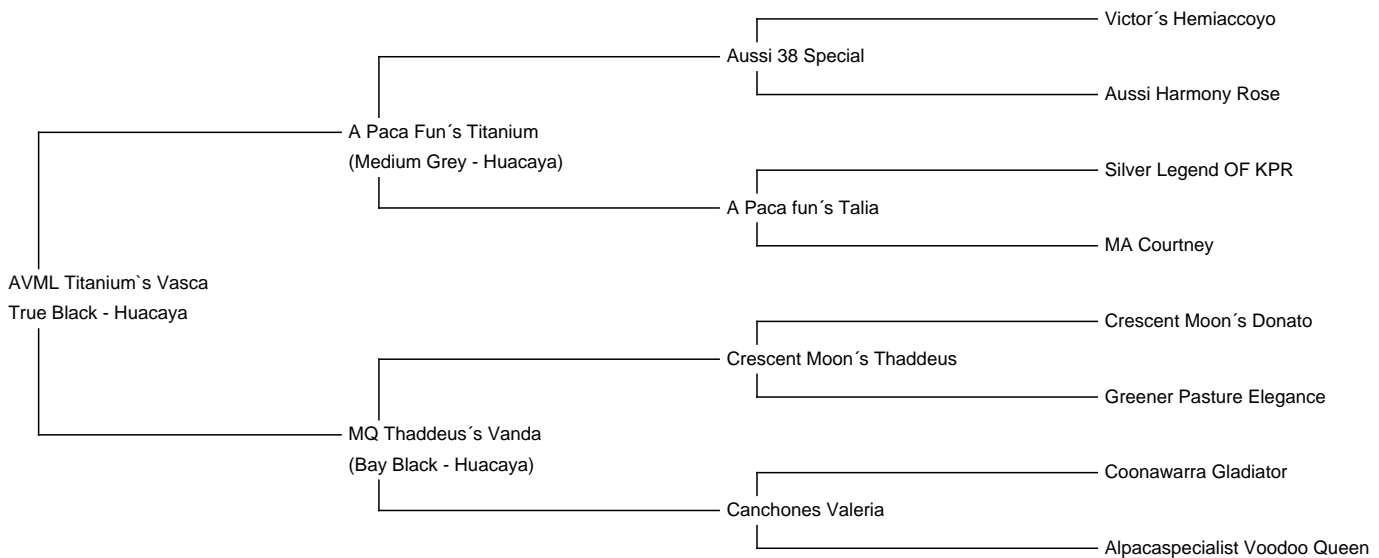 Victor´s Hemiaccoyo
Aussi 38 Special
Aussi Harmony Rose
A Paca Fun´s Titanium
(Medium Grey - Huacaya)
Silver Legend OF KPR
A Paca fun´s Talia
MA Courtney
AVML Titanium`s Vasca
True Black - Huacaya
Crescent Moon´s Donato
Crescent Moon´s Thaddeus
Greener Pasture Elegance
MQ Thaddeus´s Vanda
(Bay Black - Huacaya)
Coonawarra Gladiator
Canchones Valeria
Alpacaspecialist Voodoo Queen